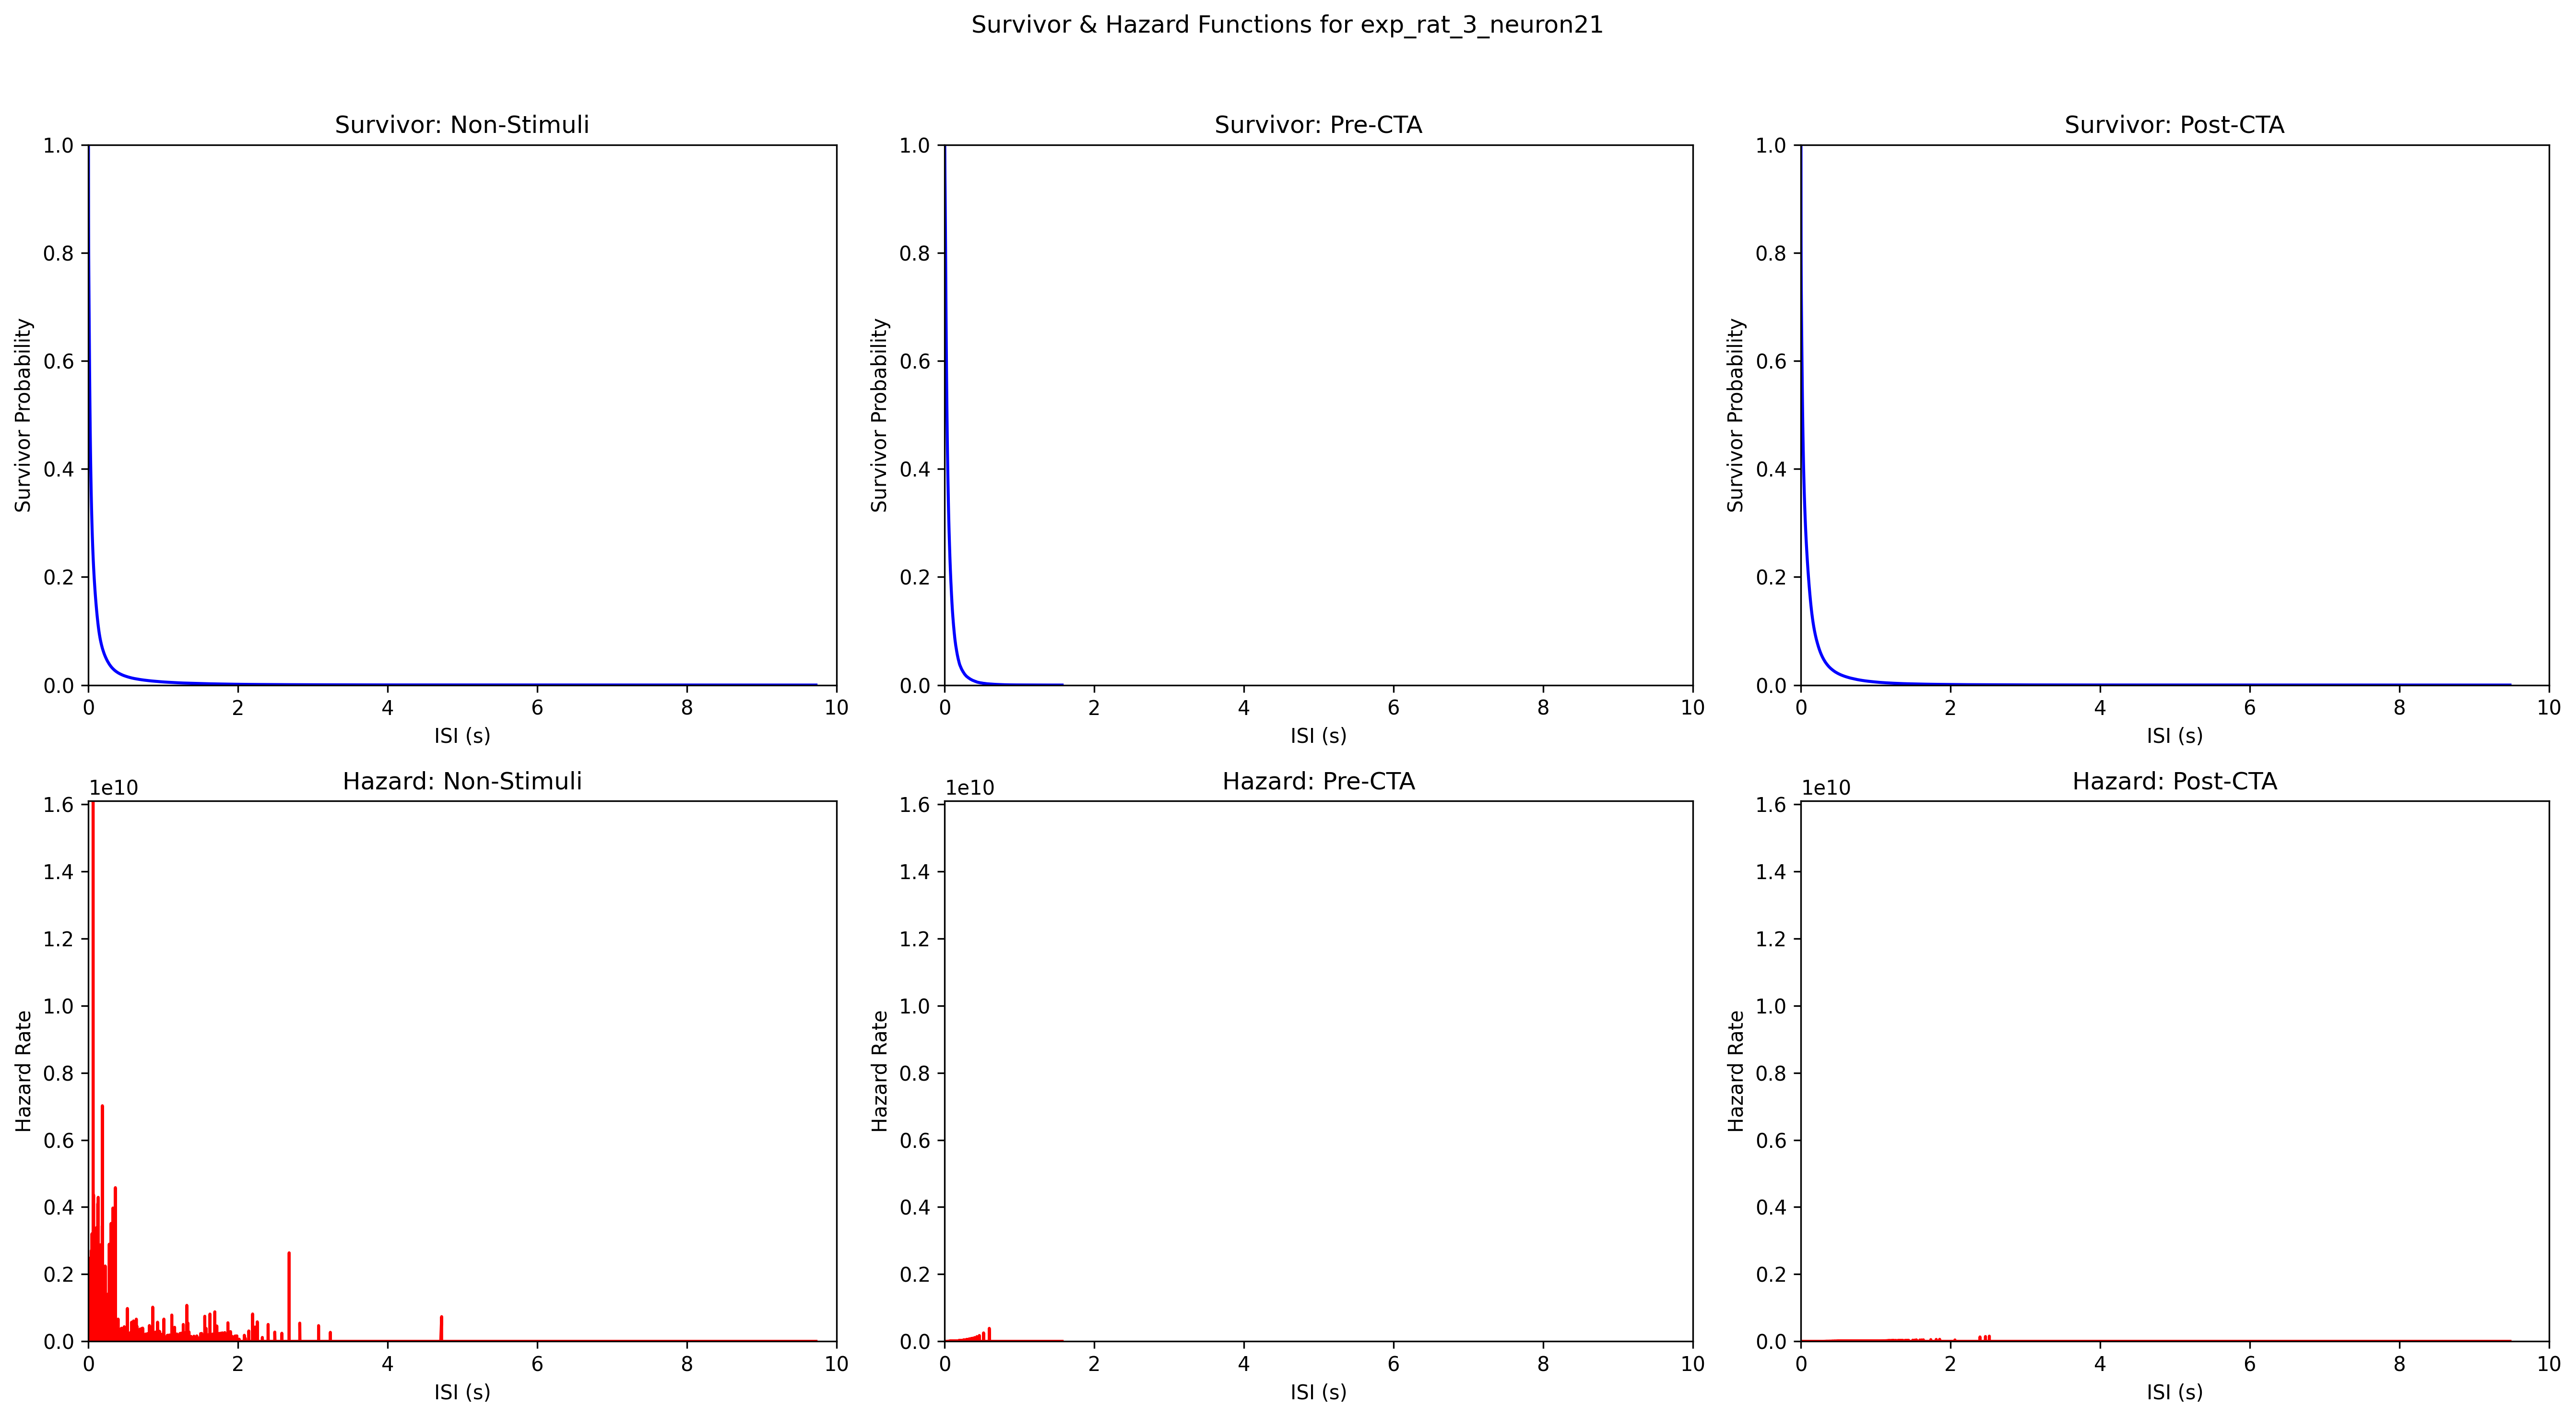 Survivor & Hazard Functions for exp_rat_3_neuron21
Survivor: Non-Stimuli
Survivor: Pre-CTA
Survivor: Post-CTA
1.0
0.8
0.6
0.4
0.2
0.0
Survivor Probability
0 2 4 6 8 10
ISI (s)
1.0
0.8
0.6
0.4
0.2
0.0
Survivor Probability
0 2 4 6 8 10
ISI (s)
1.0
0.8
0.6
0.4
0.2
0.0
Survivor Probability
0 2 4 6 8 10
ISI (s)
Hazard: Non-Stimuli
Hazard: Pre-CTA
Hazard: Post-CTA
1e10
1.6
1.4
1.2
1.0
0.8
0.6
0.4
0.2
0.0
Hazard Rate
0 2 4 6 8 10
ISI (s)
1e10
1.6
1.4
1.2
1.0
0.8
0.6
0.4
0.2
0.0
Hazard Rate
0 2 4 6 8 10
ISI (s)
1e10
1.6
1.4
1.2
1.0
0.8
0.6
0.4
0.2
0.0
Hazard Rate
0 2 4 6 8 10
ISI (s)